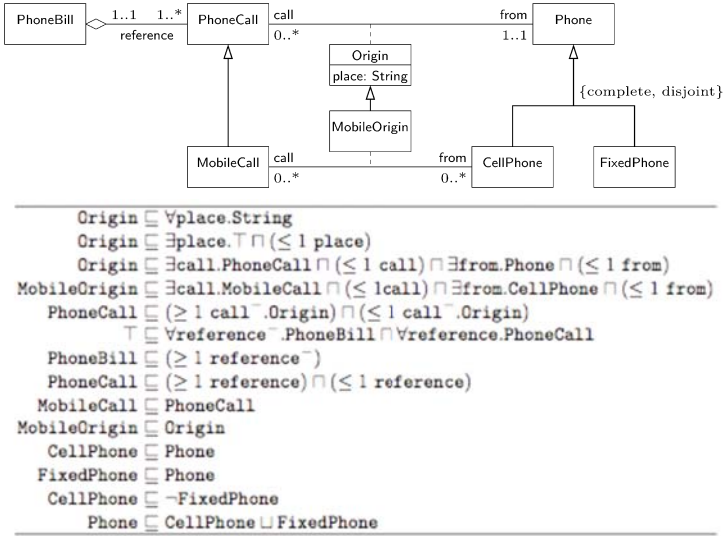 PhoneBill 1..1 1..* PhoneCall call from Phone
reference 0..* 1..1
Origin
place: String
{complete, disjoint}
MobileOrigin
MobileCall call from CellPhone FixedPhone
0..* 0..*
Origin ⊑ ∀place.String
Origin ⊑ ∃place.⊤ ⊓ (≤ 1 place)
Origin ⊑ ∃call.PhoneCall ⊓ (≤ 1 call) ⊓ ∃from.Phone ⊓ (≤ 1 from)
MobileOrigin ⊑ ∃call.MobileCall ⊓ (≤ 1call) ⊓ ∃from.CellPhone ⊓ (≤ 1 from)
PhoneCall ⊑ (≥ 1 call⁻.Origin) ⊓ (≤ 1 call⁻.Origin)
⊤ ⊑ ∀reference⁻.PhoneBill ⊓ ∀reference.PhoneCall
PhoneBill ⊑ (≥ 1 reference⁻)
PhoneCall ⊑ (≥ 1 reference) ⊓ (≤ 1 reference)
MobileCall ⊑ PhoneCall
MobileOrigin ⊑ Origin
CellPhone ⊑ Phone
FixedPhone ⊑ Phone
CellPhone ⊑ ¬FixedPhone
Phone ⊑ CellPhone ⊔ FixedPhone